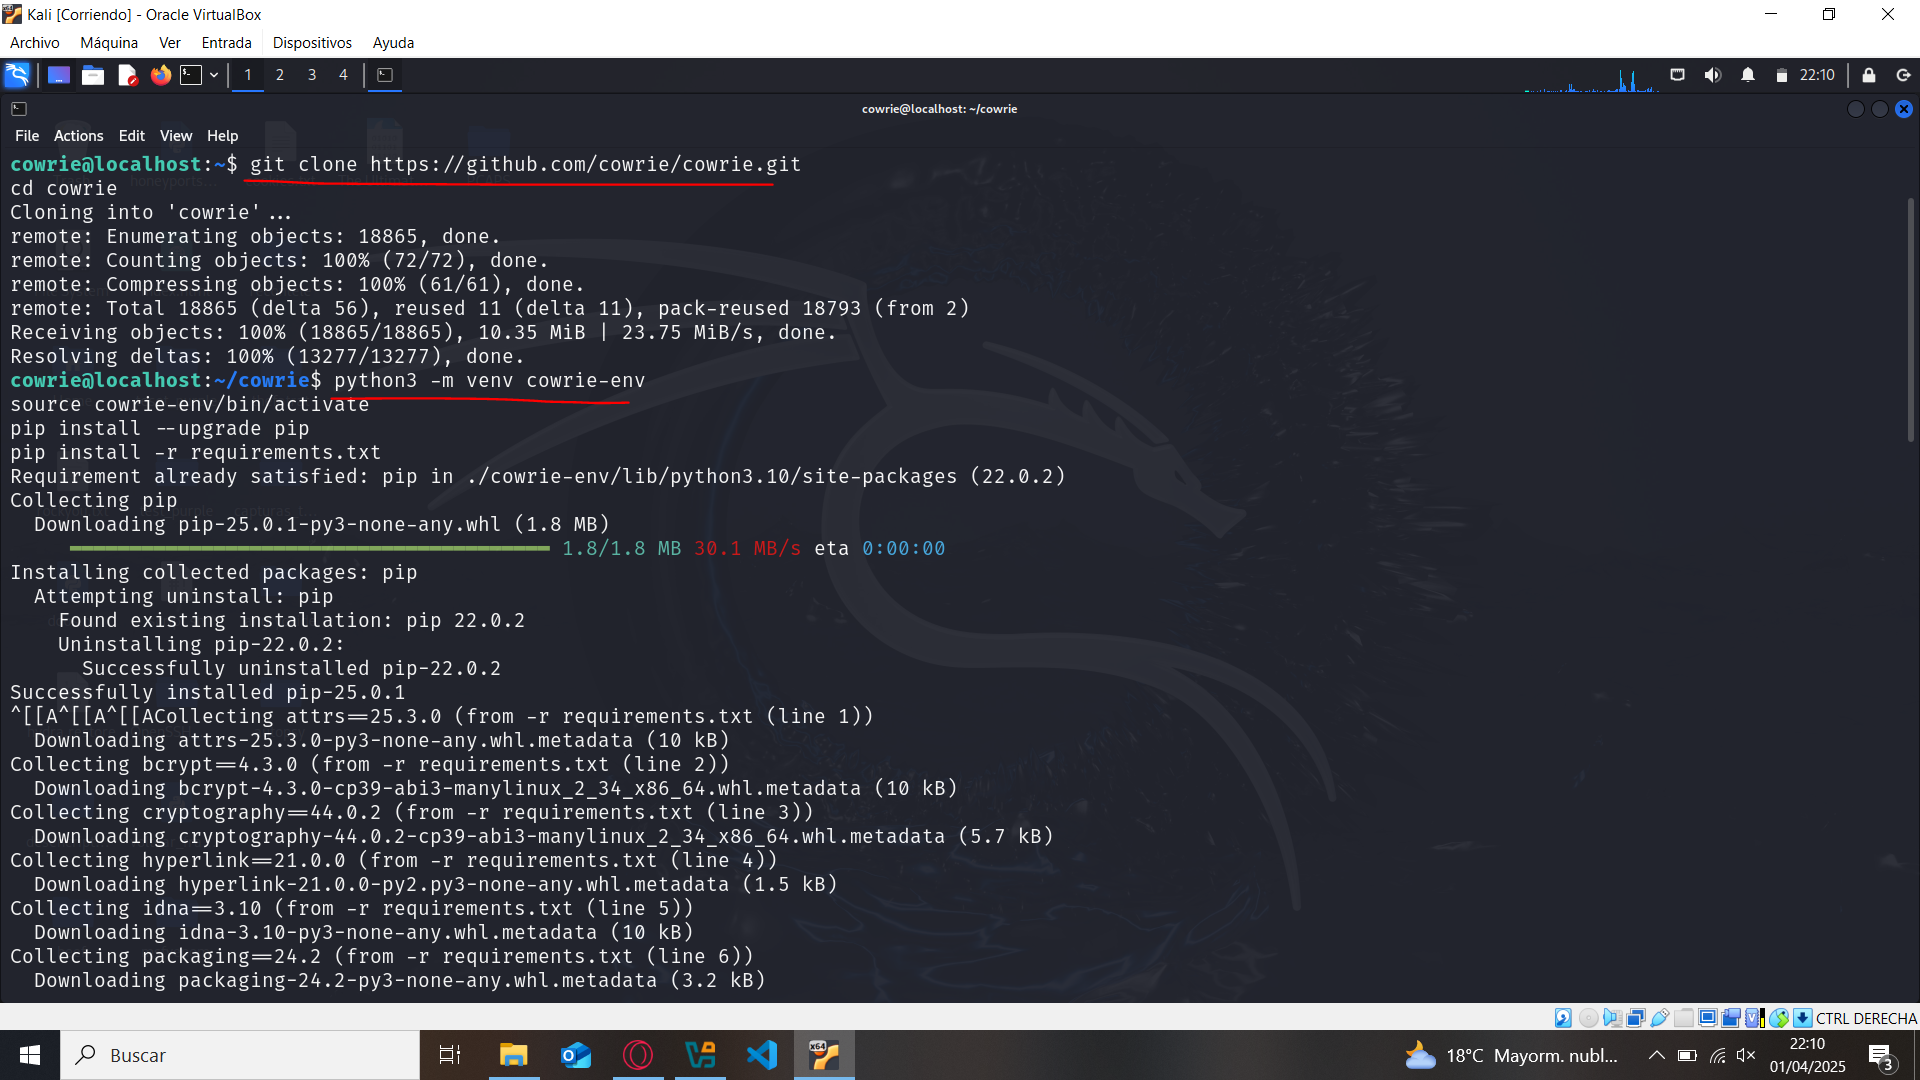 Kali [Corriendo] - Oracle VirtualBox
Archivo Máquina Ver Entrada Dispositivos Ayuda
1 2 3 4 22:10
cowrie@localhost: ~/cowrie
File Actions Edit View Help
cowrie@localhost:~$ git clone https://github.com/cowrie/cowrie.git
cd cowrie
Cloning into 'cowrie'...
remote: Enumerating objects: 18865, done.
remote: Counting objects: 100% (72/72), done.
remote: Compressing objects: 100% (61/61), done.
remote: Total 18865 (delta 56), reused 11 (delta 11), pack-reused 18793 (from 2)
Receiving objects: 100% (18865/18865), 10.35 MiB | 23.75 MiB/s, done.
Resolving deltas: 100% (13277/13277), done.
cowrie@localhost:~/cowrie$ python3 -m venv cowrie-env
source cowrie-env/bin/activate
pip install --upgrade pip
pip install -r requirements.txt
Requirement already satisfied: pip in ./cowrie-env/lib/python3.10/site-packages (22.0.2)
Collecting pip
Downloading pip-25.0.1-py3-none-any.whl (1.8 MB)
1.8/1.8 MB 30.1 MB/s eta 0:00:00
Installing collected packages: pip
Attempting uninstall: pip
Found existing installation: pip 22.0.2
Uninstalling pip-22.0.2:
Successfully uninstalled pip-22.0.2
Successfully installed pip-25.0.1
^[[A^[[A^[[ACollecting attrs==25.3.0 (from -r requirements.txt (line 1))
Downloading attrs-25.3.0-py3-none-any.whl.metadata (10 kB)
Collecting bcrypt==4.3.0 (from -r requirements.txt (line 2))
Downloading bcrypt-4.3.0-cp39-abi3-manylinux_2_34_x86_64.whl.metadata (10 kB)
Collecting cryptography==44.0.2 (from -r requirements.txt (line 3))
Downloading cryptography-44.0.2-cp39-abi3-manylinux_2_34_x86_64.whl.metadata (5.7 kB)
Collecting hyperlink==21.0.0 (from -r requirements.txt (line 4))
Downloading hyperlink-21.0.0-py2.py3-none-any.whl.metadata (1.5 kB)
Collecting idna==3.10 (from -r requirements.txt (line 5))
Downloading idna-3.10-py3-none-any.whl.metadata (10 kB)
Collecting packaging==24.2 (from -r requirements.txt (line 6))
Downloading packaging-24.2-py3-none-any.whl.metadata (3.2 kB)
CTRL DERECHA
Buscar
18°C Mayorm. nubl...
22:10
01/04/2025
3